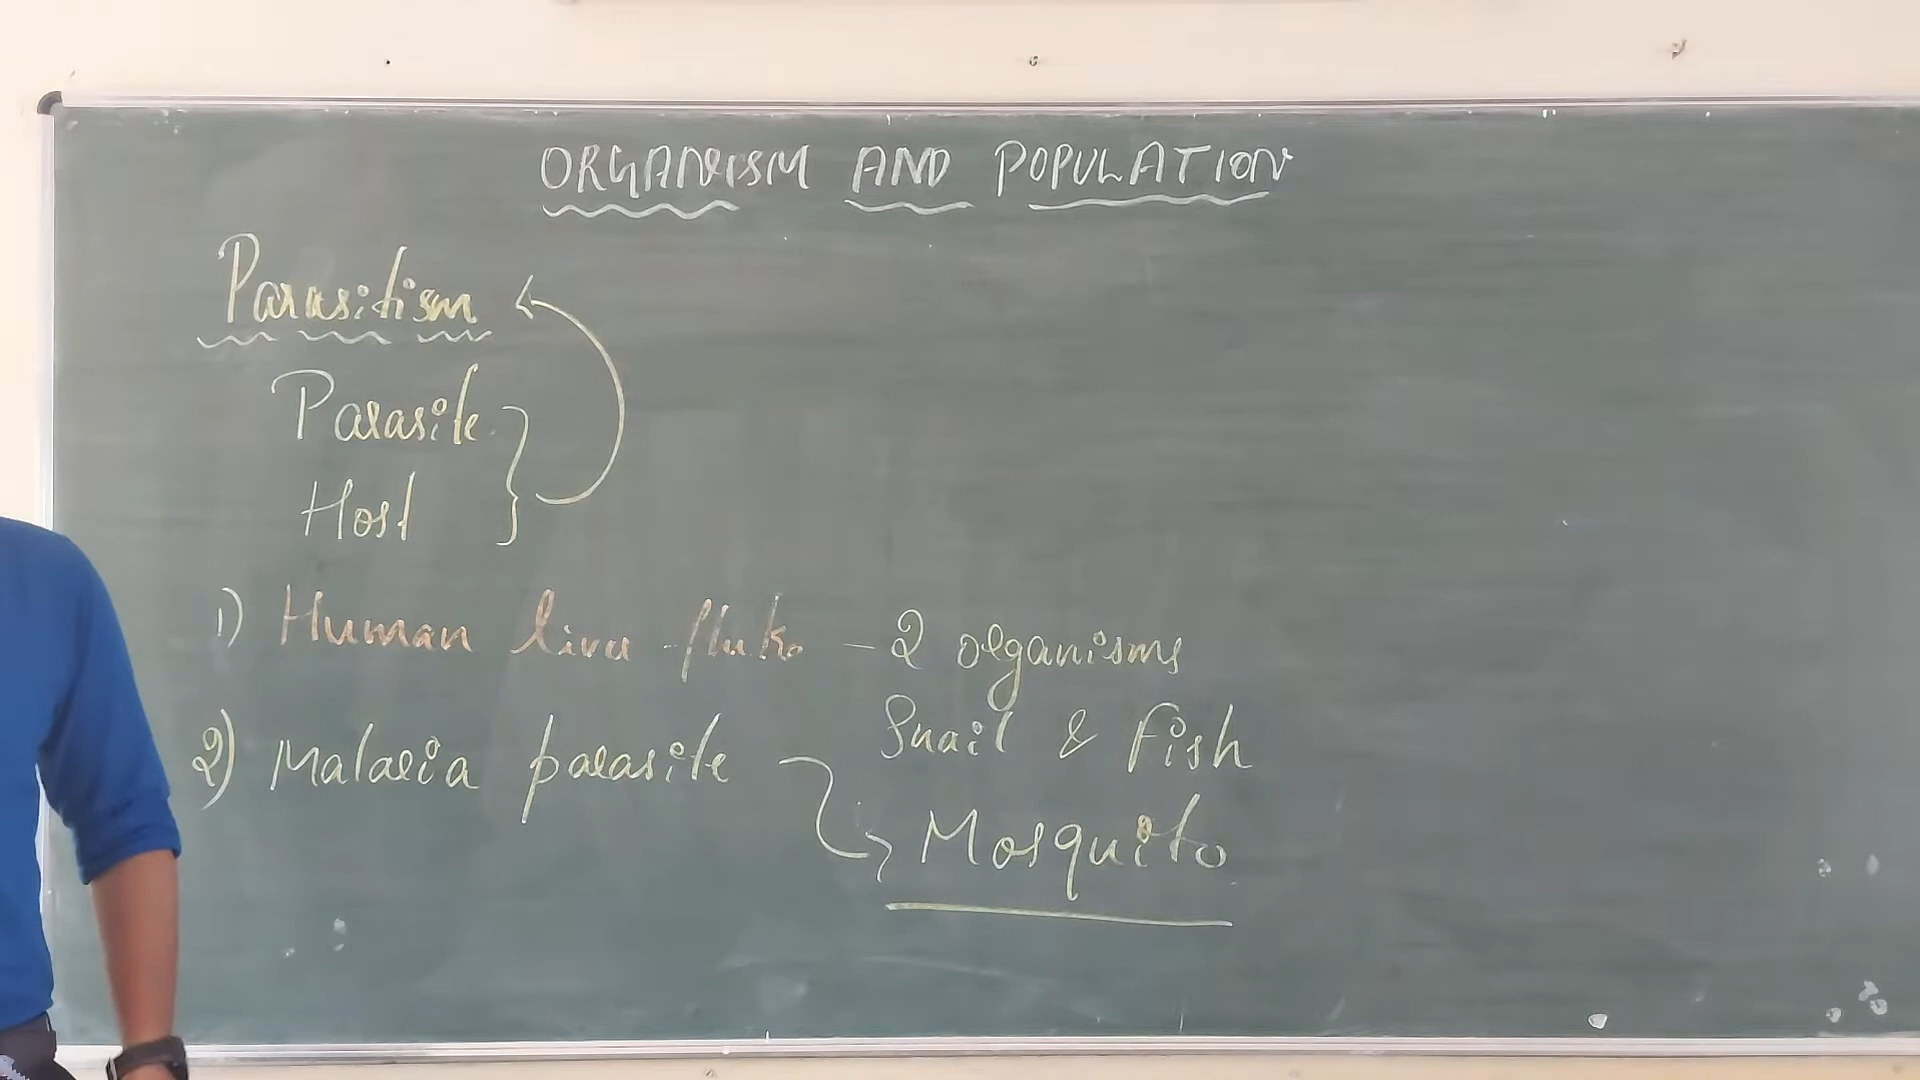 ORGANISM AND POPULATION
Parasitism
Parasite
Host
1) Human liver fluke - 2 organisms
Snail & Fish
2) Malaria parasite
Mosquito